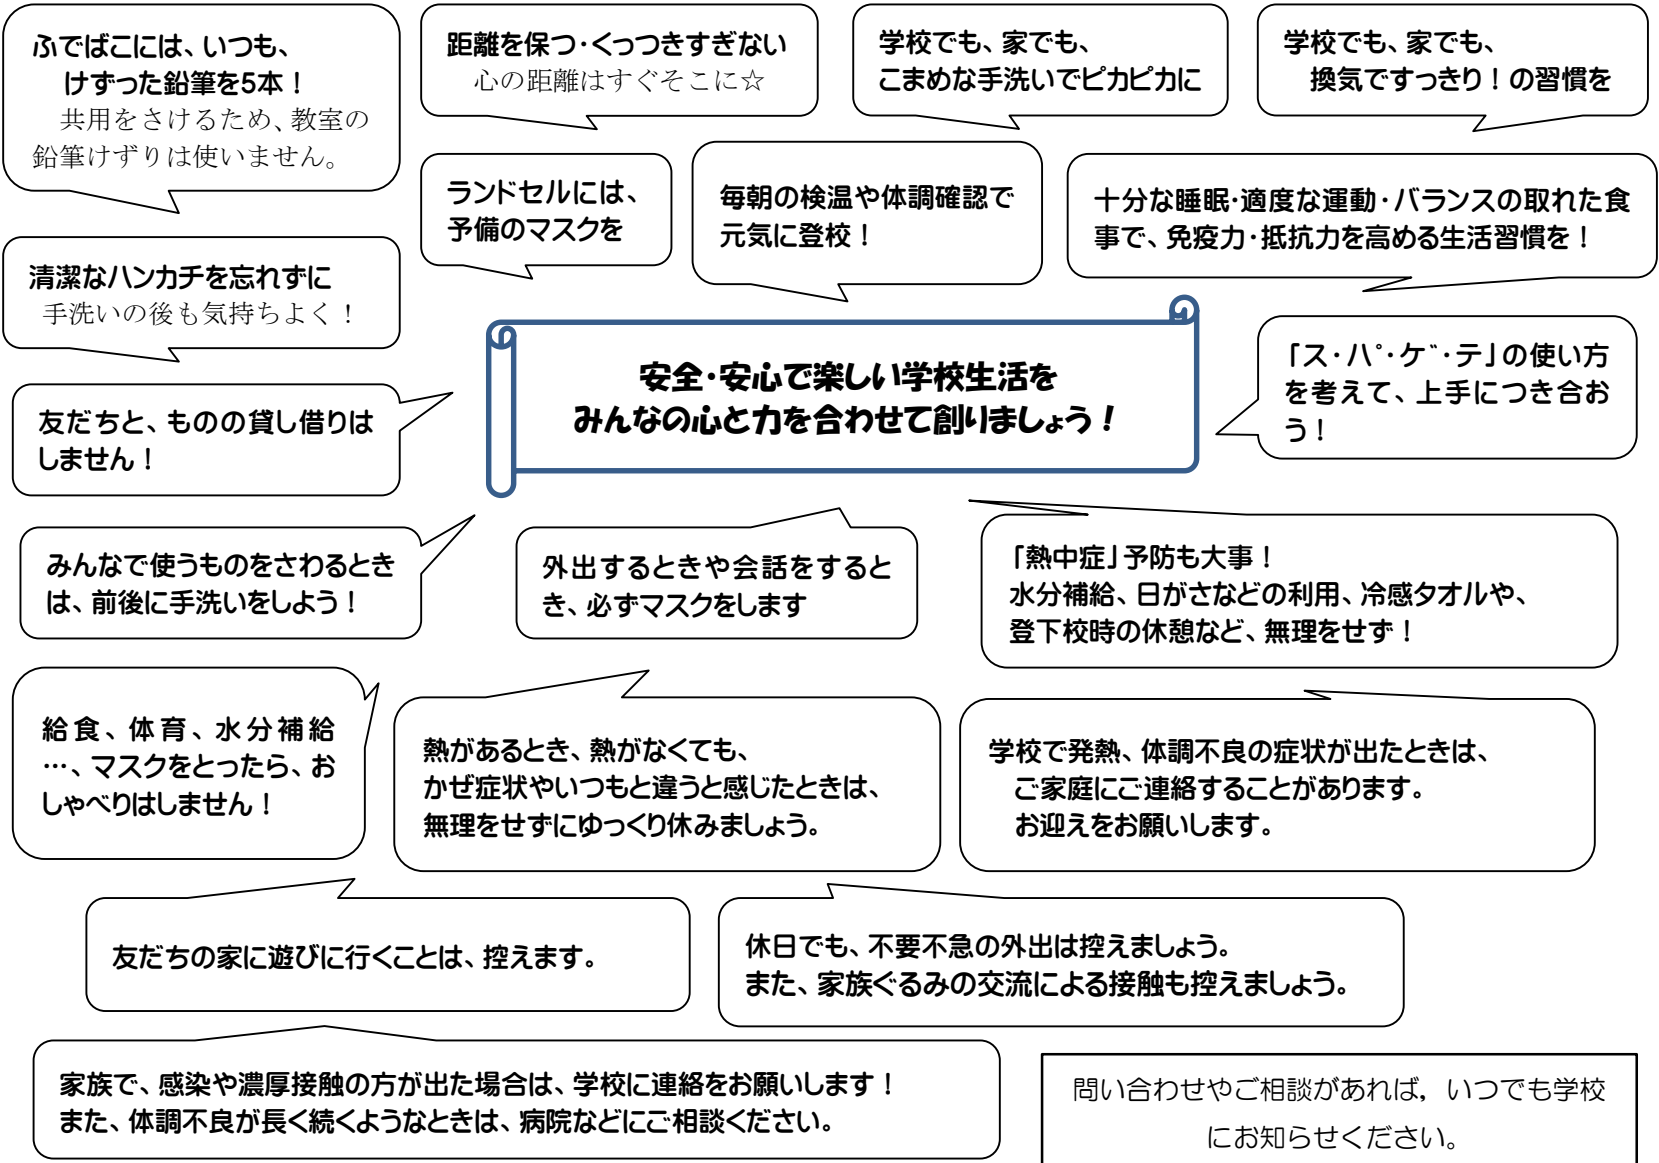 ふでばこには、いつも、
けずった鉛筆を5本！
共用をさけるため、教室の
鉛筆けずりは使いません。
距離を保つ・くっつきすぎない
心の距離はすぐそこに☆
学校でも、家でも、
こまめな手洗いでピカピカに
学校でも、家でも、
換気ですっきり！の習慣を
清潔なハンカチを忘れずに
手洗いの後も気持ちよく！
ランドセルには、
予備のマスクを
毎朝の検温や体調確認で
元気に登校！
十分な睡眠・適度な運動・バランスの取れた食
事で、免疫力・抵抗力を高める生活習慣を！
友だちと、ものの貸し借りは
しません！
安全・安心で楽しい学校生活を
みんなの心と力を合わせて創りましょう！
「ス・ハ゜・ケ゛・テ」の使い方
を考えて、上手につき合お
う！
みんなで使うものをさわるとき
は、前後に手洗いをしよう！
外出するときや会話をすると
き、必ずマスクをします
「熱中症」予防も大事！
水分補給、日がさなどの利用、冷感タオルや、
登下校時の休憩など、無理をせず！
給食、体育、水分補給
…、マスクをとったら、お
しゃべりはしません！
熱があるとき、熱がなくても、
かぜ症状やいつもと違うと感じたときは、
無理をせずにゆっくり休みましょう。
学校で発熱、体調不良の症状が出たときは、
ご家庭にご連絡することがあります。
お迎えをお願いします。
友だちの家に遊びに行くことは、控えます。
休日でも、不要不急の外出は控えましょう。
また、家族ぐるみの交流による接触も控えましょう。
家族で、感染や濃厚接触の方が出た場合は、学校に連絡をお願いします！
また、体調不良が長く続くようなときは、病院などにご相談ください。
問い合わせやご相談があれば，いつでも学校
にお知らせください。